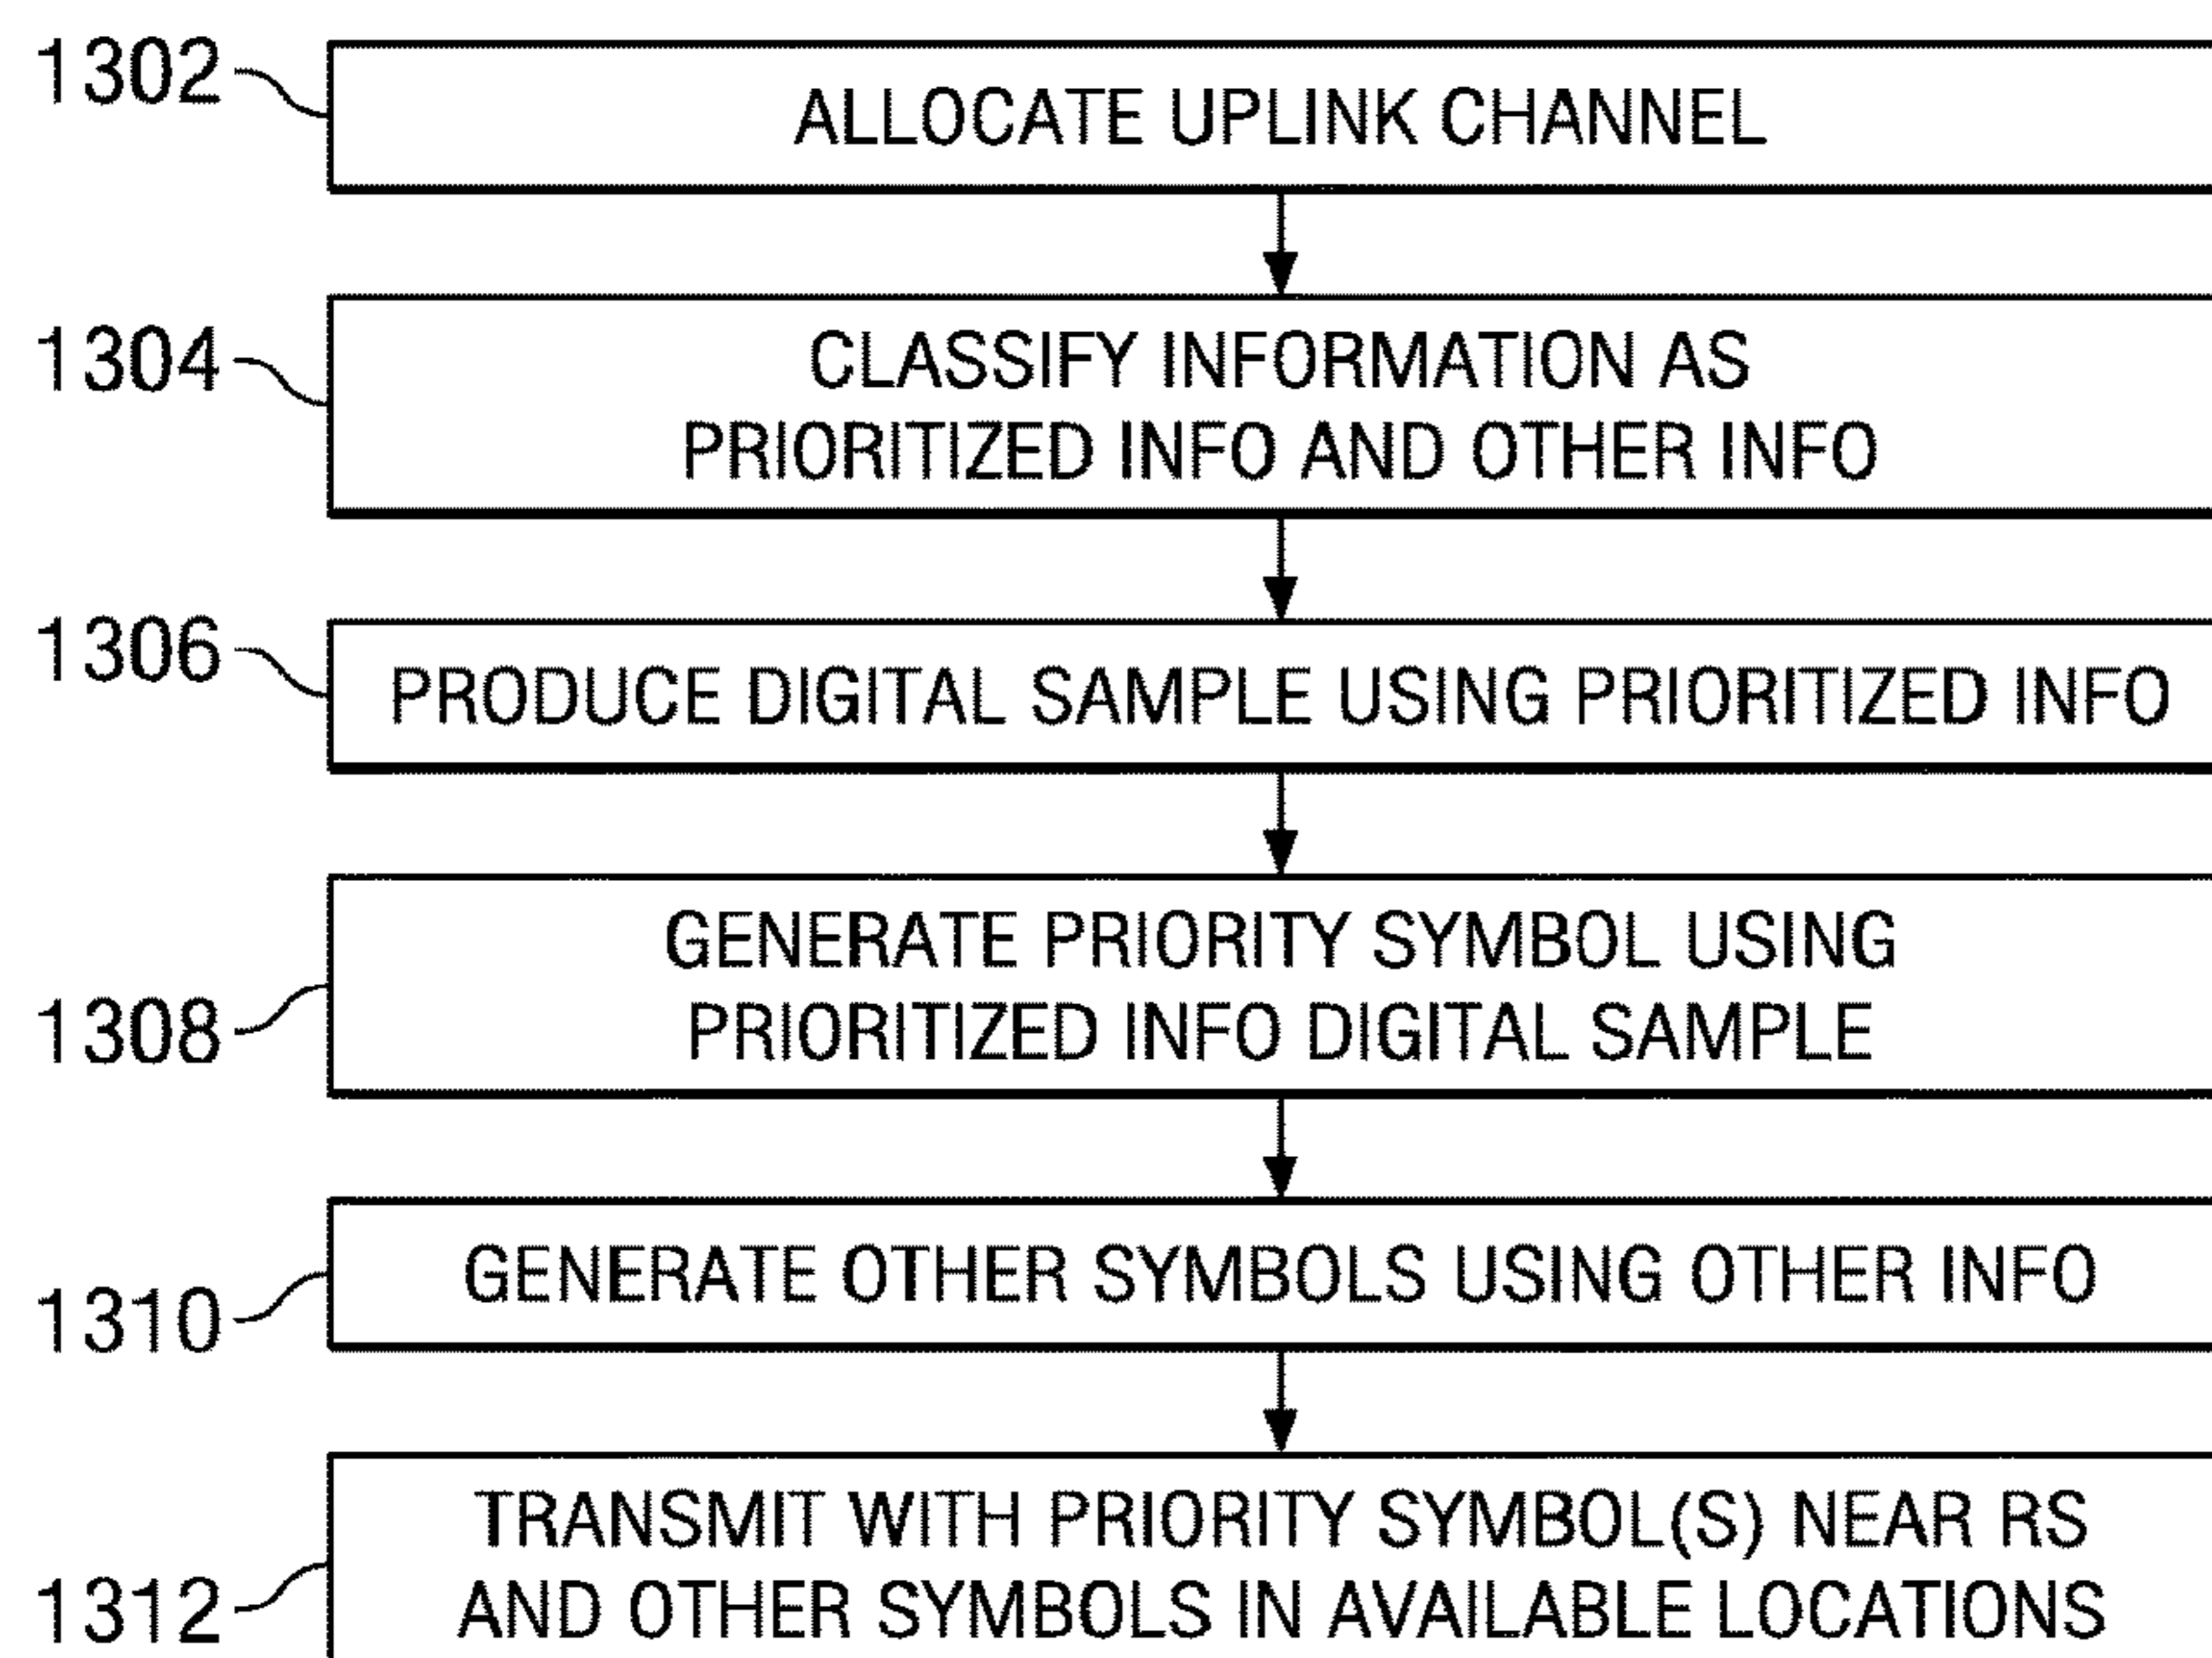 1302
ALLOCATE UPLINK CHANNEL
1304
CLASSIFY INFORMATION AS
PRIORITIZED INFO AND OTHER INFO
1306
PRODUCE DIGITAL SAMPLE USING PRIORITIZED INFO
1308
GENERATE PRIORITY SYMBOL USING
PRIORITIZED INFO DIGITAL SAMPLE
1310
GENERATE OTHER SYMBOLS USING OTHER INFO
1312
TRANSMIT WITH PRIORITY SYMBOL(S) NEAR RS
AND OTHER SYMBOLS IN AVAILABLE LOCATIONS